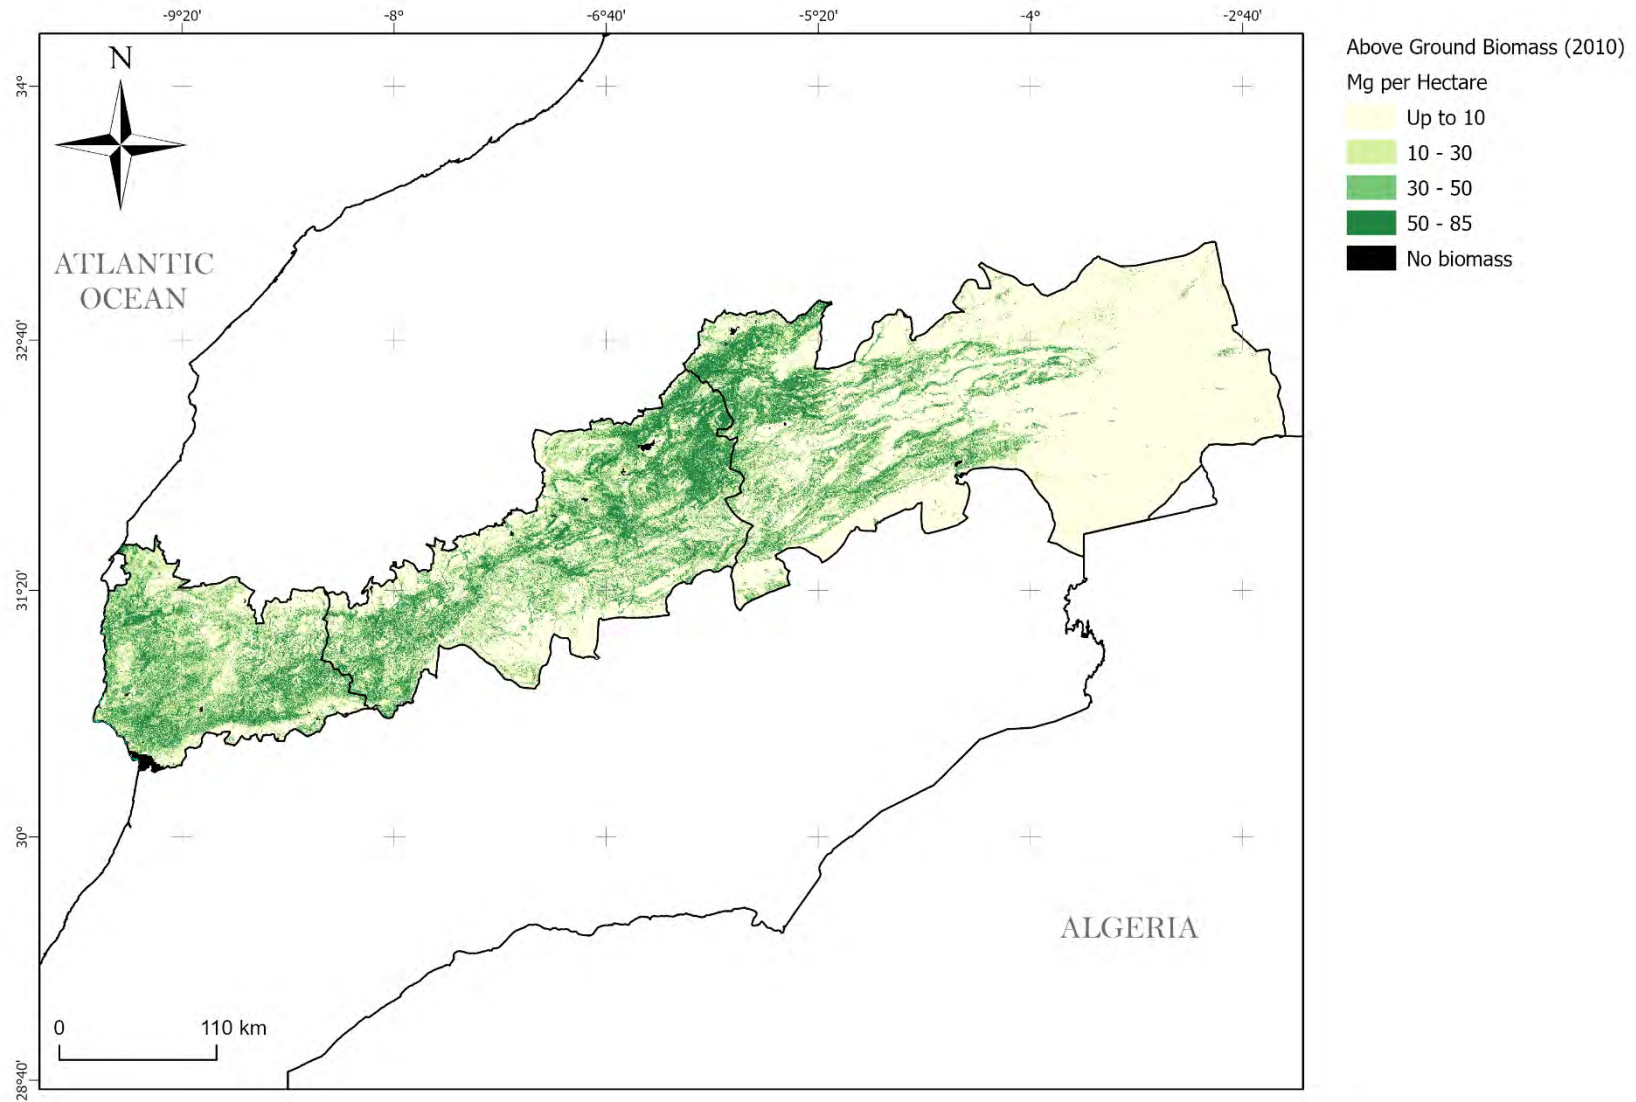 -9°20'
-8°
-6°40'
-5°20'
-4°
-2°40'
34°
32°40'
31°20'
30°
28°40'
N
ATLANTIC
OCEAN
ALGERIA
0
110 km
Above Ground Biomass (2010)
Mg per Hectare
Up to 10
10 - 30
30 - 50
50 - 85
No biomass